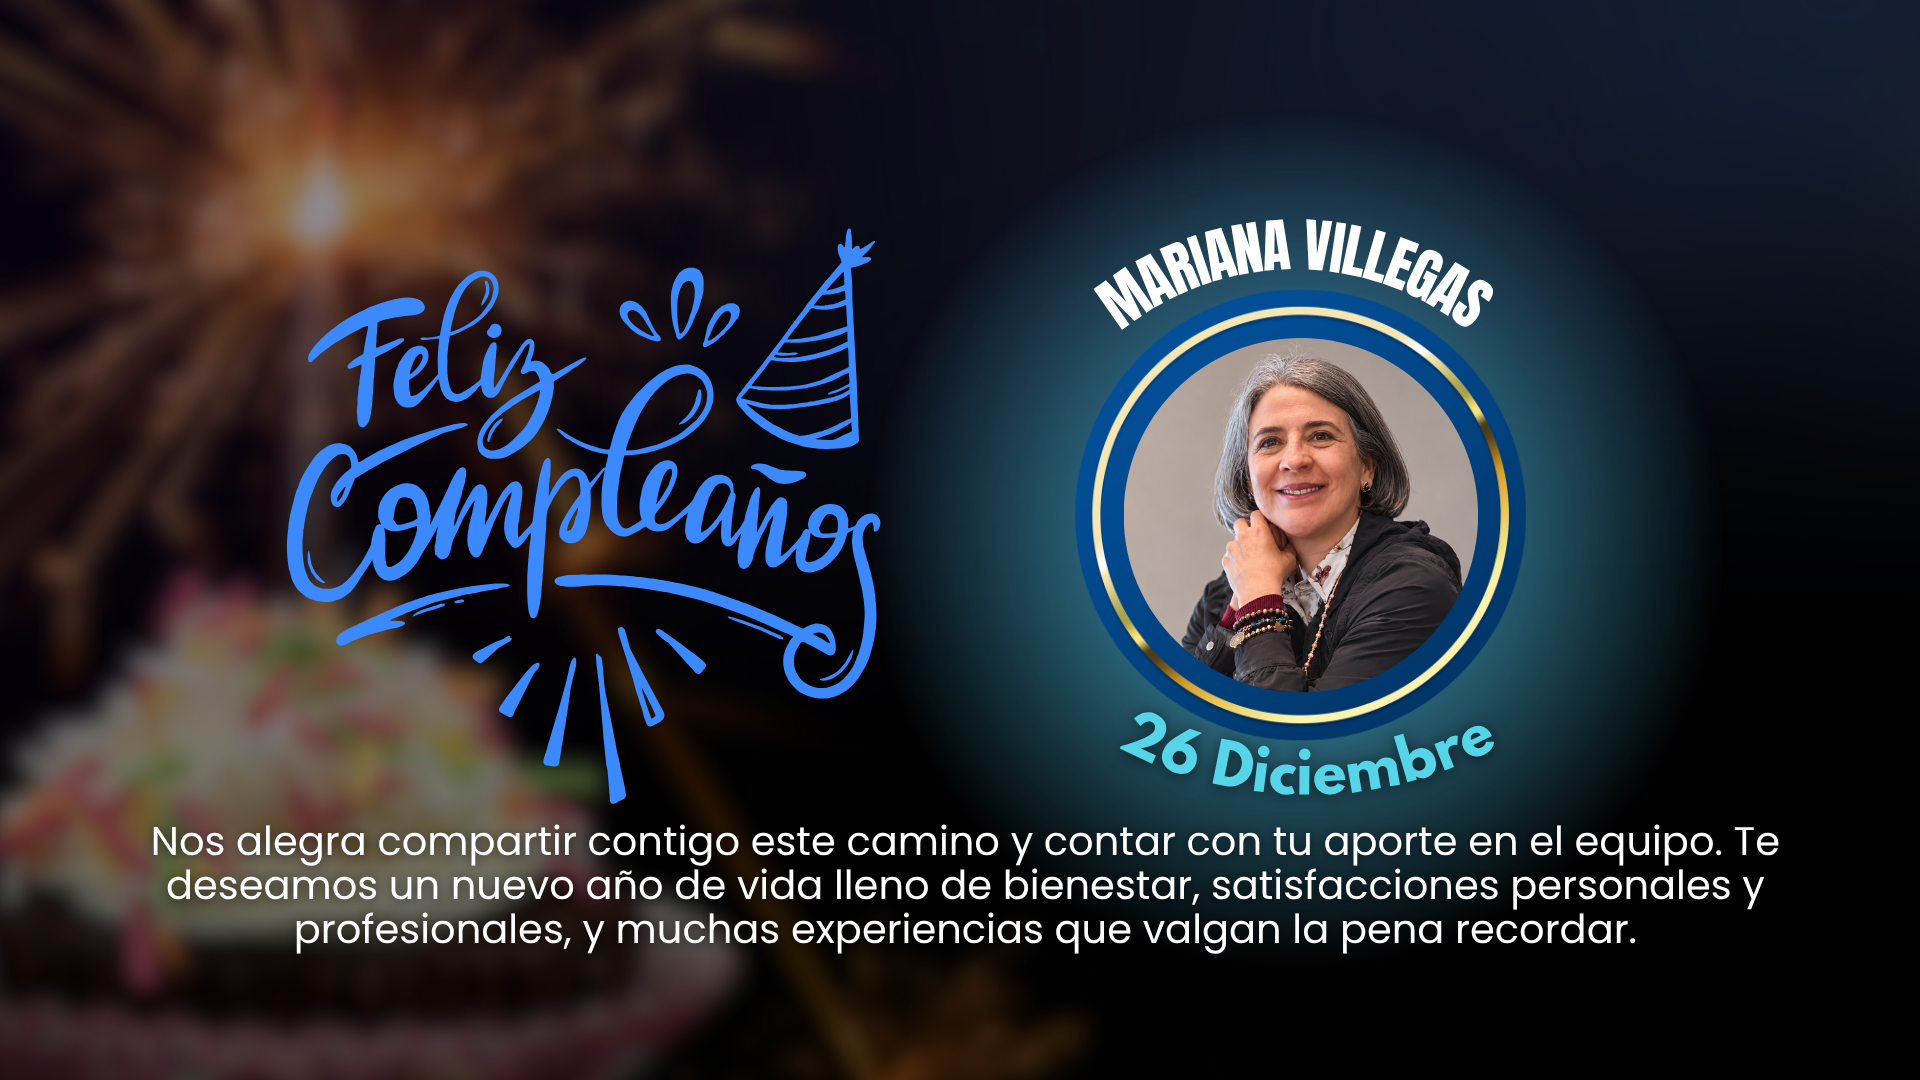 Feliz
Compleaños
MARIANA VILLEGAS
26 Diciembre
Nos alegra compartir contigo este camino y contar con tu aporte en el equipo. Te
deseamos un nuevo año de vida lleno de bienestar, satisfacciones personales y
profesionales, y muchas experiencias que valgan la pena recordar.